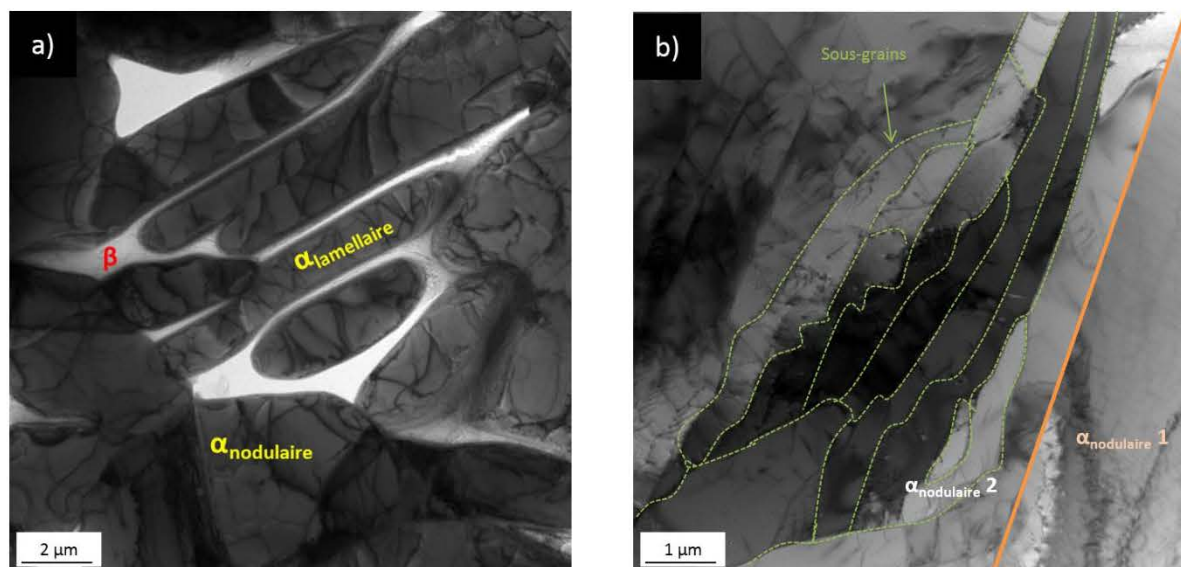 a)
β
αlamellaire
αnodulaire
2 µm
b)
Sous-grains
αnodulaire 1
αnodulaire 2
1 µm